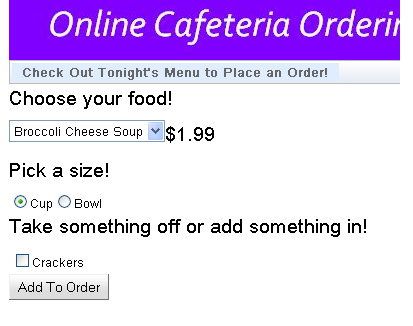 Online Cafeteria
Check Out Tonight's Menu to Place an Order!
Choose your food!
Broccoli Cheese Soup $1.99
Pick a size!
Cup Bowl
Take something off or add something in!
Crackers
Add To Order